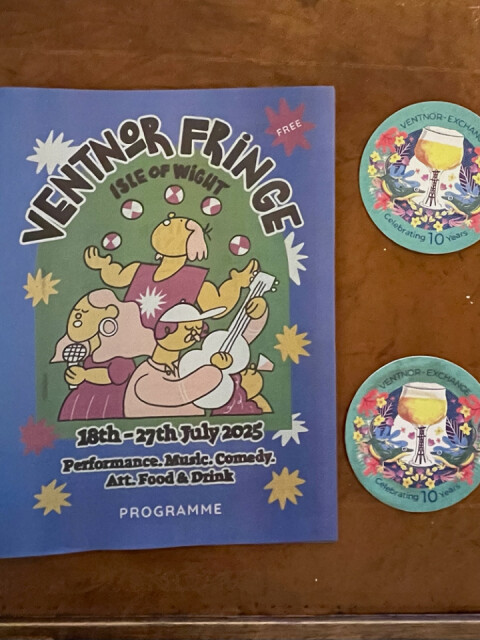 VENTNOR FRINGE
ISLE OF WIGHT
FREE
18th - 27th July 2025
Performance. Music. Comedy.
Art. Food & Drink
PROGRAMME
VENTNOR-EXCHAN
Celebrating 10 Years
VENTNOR-EXCHANGE
Celebrating 10 Years